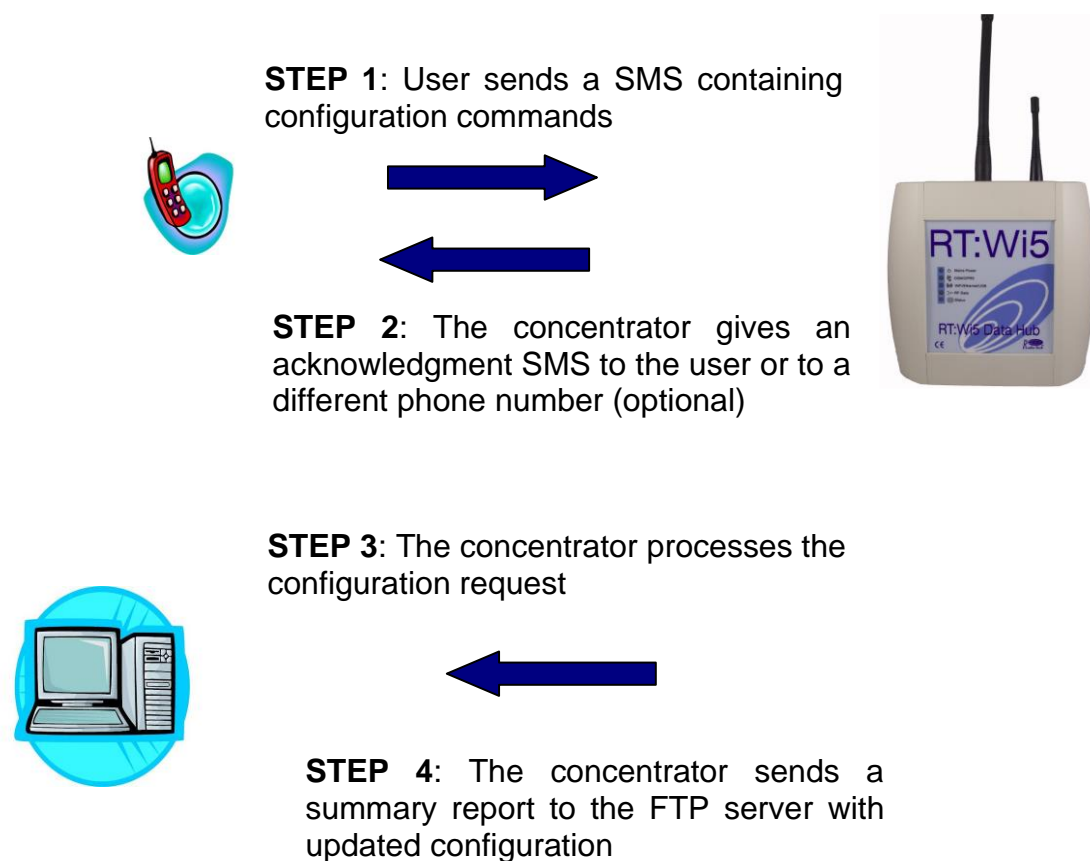 STEP 1: User sends a SMS containing
configuration commands
RT:Wi5
RT:Wi5 Data Hub
CE
STEP 2: The concentrator gives an
acknowledgment SMS to the user or to a
different phone number (optional)
STEP 3: The concentrator processes the
configuration request
STEP 4: The concentrator sends a
summary report to the FTP server with
updated configuration